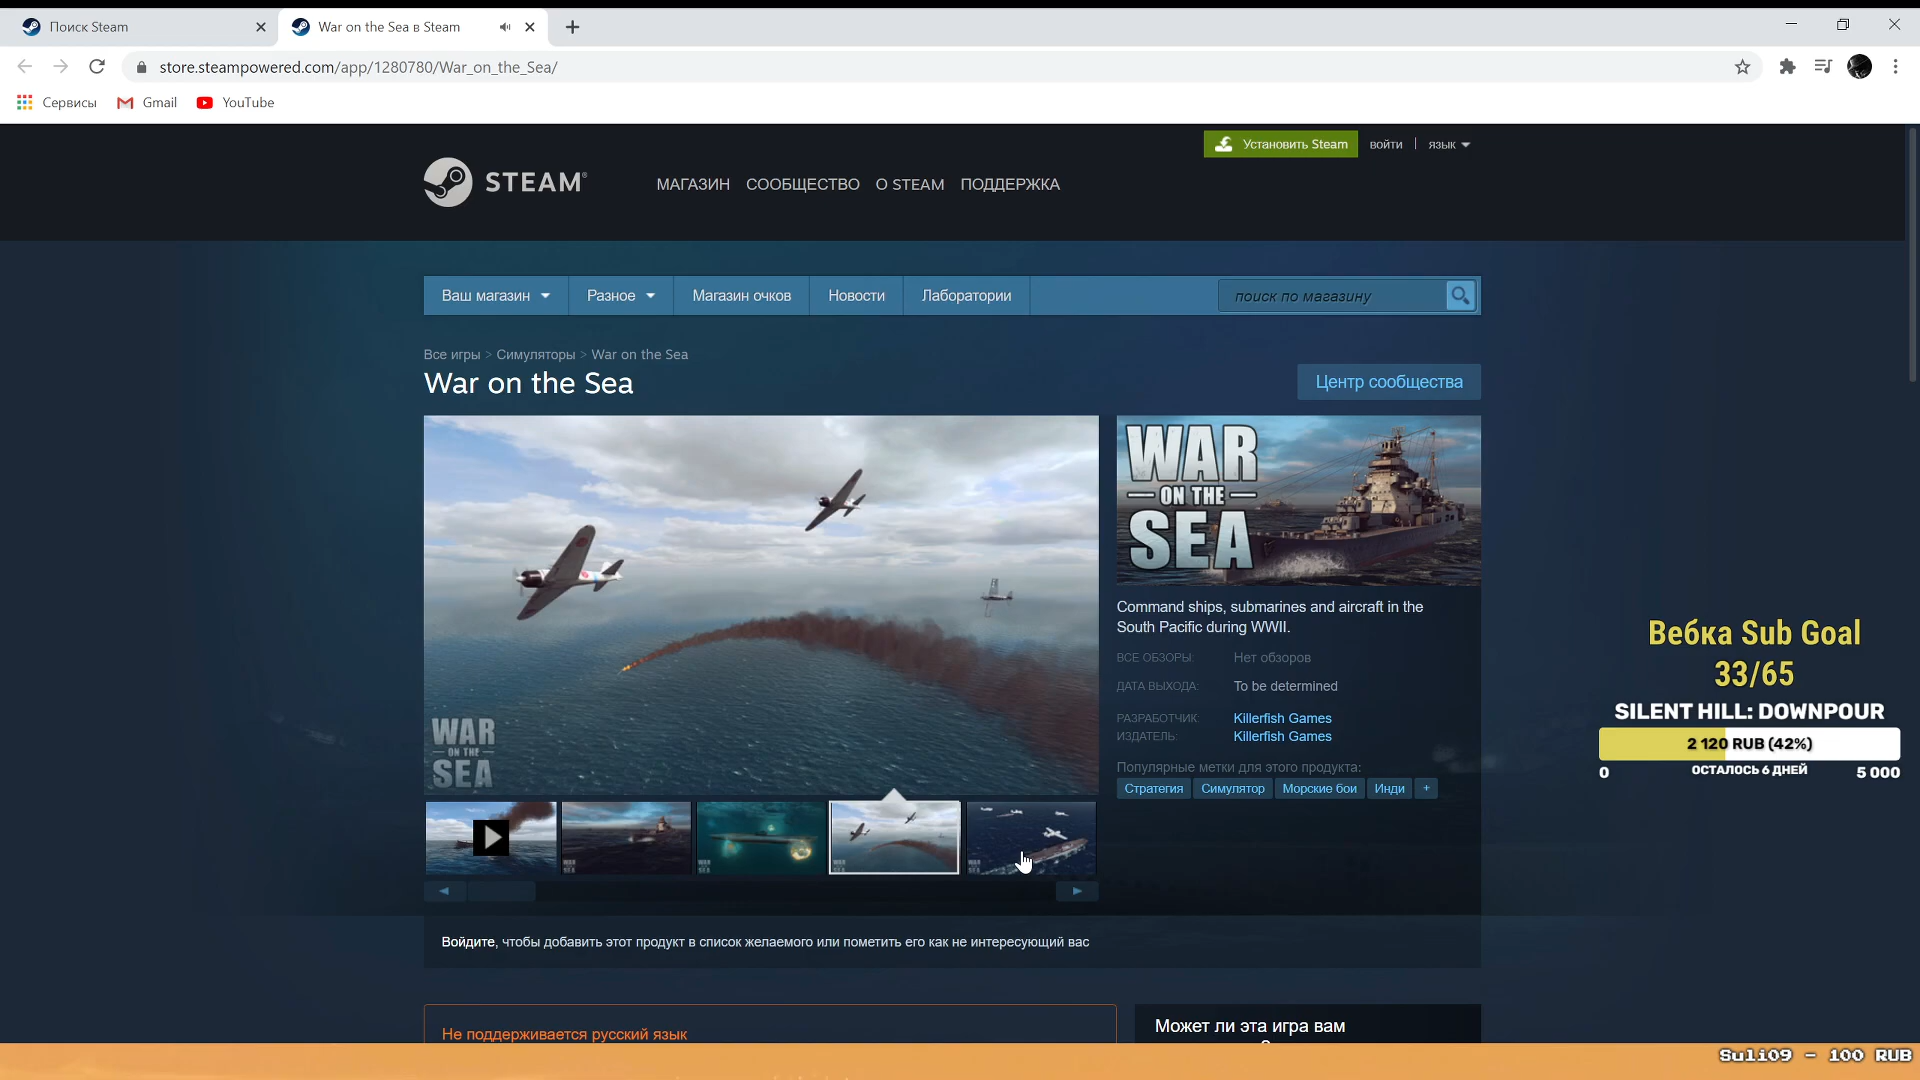 Поиск Steam
War on the Sea в Steam
store.steampowered.com/app/1280780/War_on_the_Sea/
Сервисы
Gmail
YouTube
Установить Steam
войти
язык
STEAM®
МАГАЗИН
СООБЩЕСТВО
О STEAM
ПОДДЕРЖКА
Ваш магазин
Разное
Магазин очков
Новости
Лаборатории
поиск по магазину
Все игры > Симуляторы > War on the Sea
War on the Sea
Центр сообщества
WAR
ON THE
SEA
WAR
ON THE
SEA
Command ships, submarines and aircraft in the
South Pacific during WWII.
ВСЕ ОБЗОРЫ: Нет обзоров
ДАТА ВЫХОДА: To be determined
РАЗРАБОТЧИК: Killerfish Games
ИЗДАТЕЛЬ: Killerfish Games
Популярные метки для этого продукта:
Стратегия
Симулятор
Морские бои
Инди
+
Войдите, чтобы добавить этот продукт в список желаемого или пометить его как не интересующий вас
Не поддерживается русский язык
Может ли эта игра вам
Вебка Sub Goal
33/65
SILENT HILL: DOWNPOUR
2 120 RUB (42%)
0 ОСТАЛОСЬ 6 ДНЕЙ 5 000
Suli09 - 100 RUB